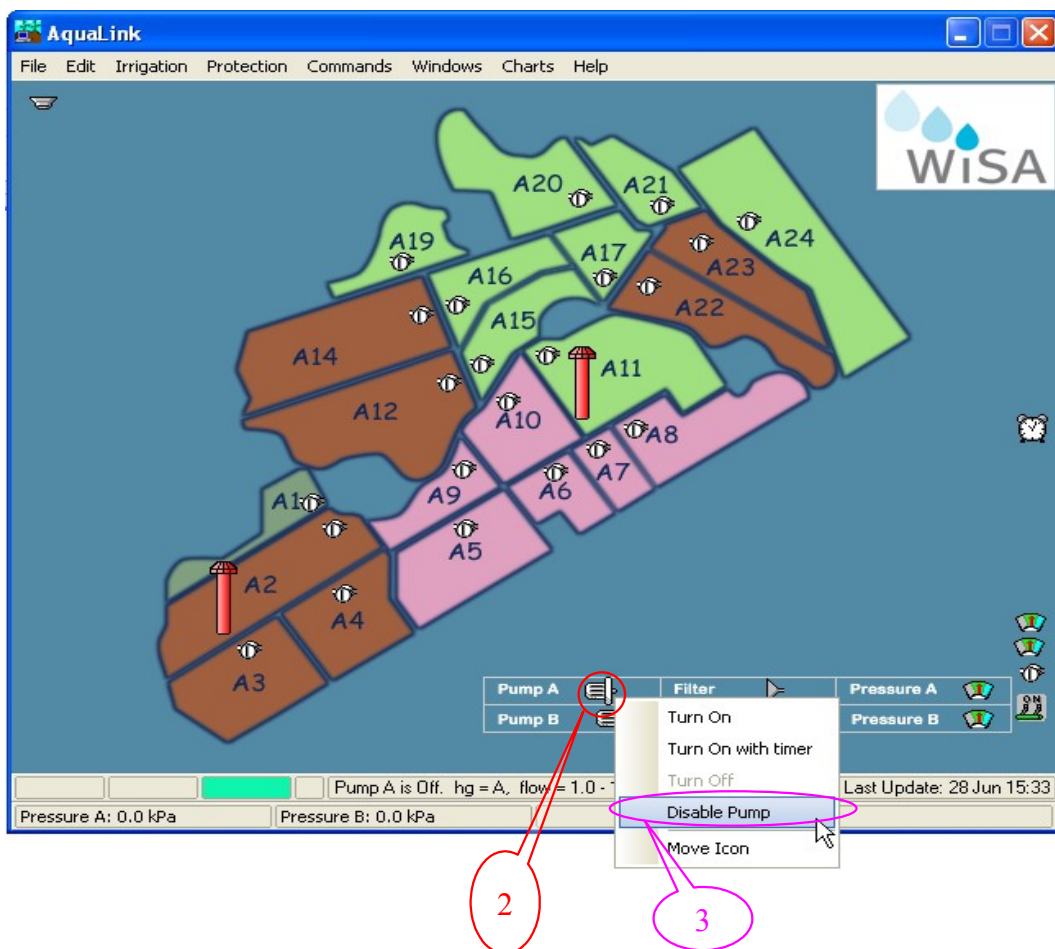 AquaLink
File Edit Irrigation Protection Commands Windows Charts Help
WiSA
A20
A21
A19
A17
A24
A16
A23
A15
A22
A14
A11
A12
A10
A8
A7
A9
A6
A1
A5
A2
A4
A3
Pump A Filter Pressure A
Pump B Pressure B
ON
Turn On
Turn On with timer
Turn Off
Disable Pump
Move Icon
Pump A is Off. hg = A, flow = 1.0 - Last Update: 28 Jun 15:33
Pressure A: 0.0 kPa Pressure B: 0.0 kPa
2
3